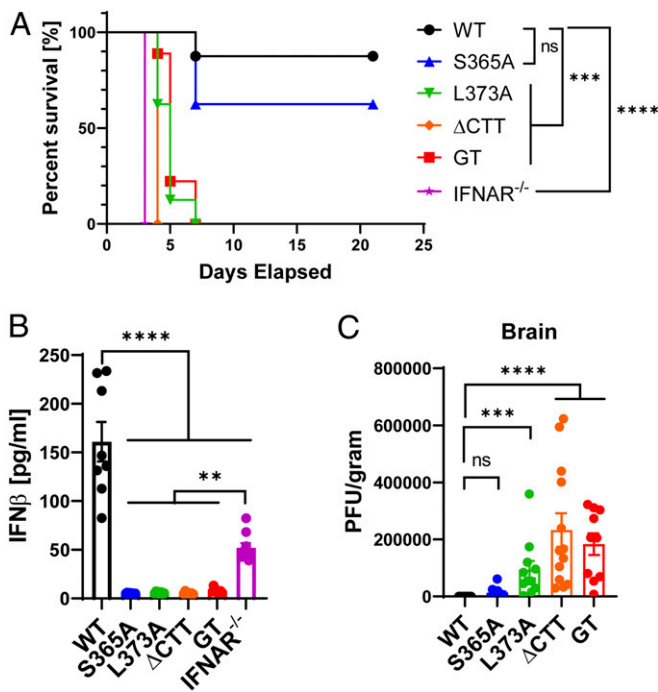 A
Percent survival [%]
100
50
0
0 5 10 15 20 25
Days Elapsed
WT
S365A
L373A
ΔCTT
GT
IFNAR-/-
ns
***
****
B
IFNβ [pg/ml]
250
200
150
100
50
0
****
**
WT
S365A
L373A
ΔCTT
GT
IFNAR-/-
C
Brain
PFU/gram
800000
600000
400000
200000
0
****
***
ns
WT
S365A
L373A
ΔCTT
GT